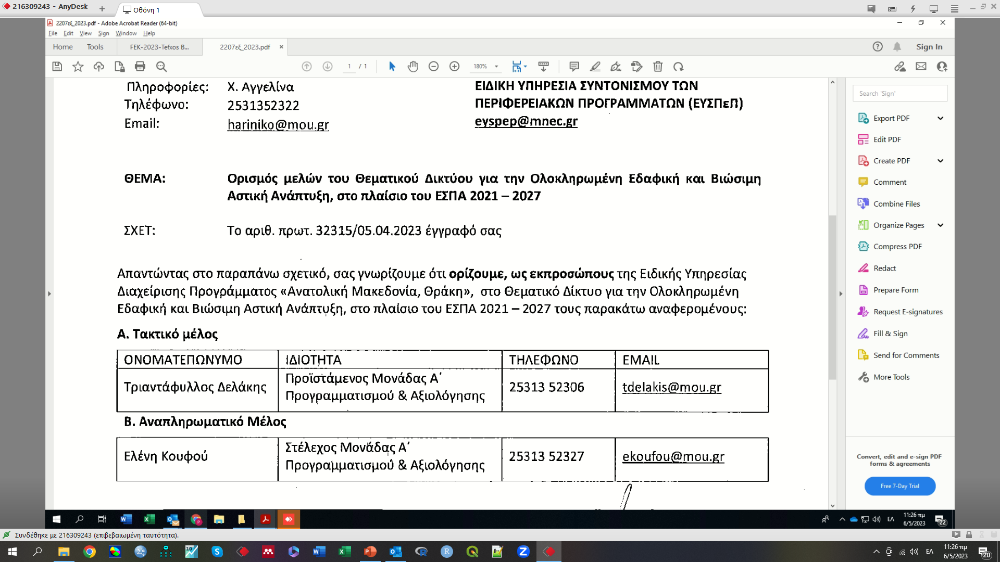 216309243 - AnyDesk
Οθόνη 1
2207εξ_2023.pdf - Adobe Acrobat Reader (64-bit)
File Edit View Sign Window Help
Home Tools FEK-2023-Tefxos B... 2207εξ_2023.pdf Sign In
1 / 1 180%
Πληροφορίες: Χ. Αγγελίνα
Τηλέφωνο: 2531352322
Email: hariniko@mou.gr
ΕΙΔΙΚΗ ΥΠΗΡΕΣΙΑ ΣΥΝΤΟΝΙΣΜΟΥ ΤΩΝ
ΠΕΡΙΦΕΡΕΙΑΚΩΝ ΠΡΟΓΡΑΜΜΑΤΩΝ (ΕΥΣΠεΠ)
eyspep@mnec.gr
ΘΕΜΑ: Ορισμός μελών του Θεματικού Δικτύου για την Ολοκληρωμένη Εδαφική και Βιώσιμη
Αστική Ανάπτυξη, στο πλαίσιο του ΕΣΠΑ 2021 – 2027
ΣΧΕΤ: Το αριθ. πρωτ. 32315/05.04.2023 έγγραφό σας
Απαντώντας στο παραπάνω σχετικό, σας γνωρίζουμε ότι ορίζουμε, ως εκπροσώπους της Ειδικής Υπηρεσίας
Διαχείρισης Προγράμματος «Ανατολική Μακεδονία, Θράκη», στο Θεματικό Δίκτυο για την Ολοκληρωμένη
Εδαφική και Βιώσιμη Αστική Ανάπτυξη, στο πλαίσιο του ΕΣΠΑ 2021 – 2027 τους παρακάτω αναφερομένους:
Α. Τακτικό μέλος
ΟΝΟΜΑΤΕΠΩΝΥΜΟ ΙΔΙΟΤΗΤΑ ΤΗΛΕΦΩΝΟ EMAIL
Τριαντάφυλλος Δελάκης Προϊστάμενος Μονάδας Α΄ 25313 52306 tdelakis@mou.gr
Προγραμματισμού & Αξιολόγησης
Β. Αναπληρωματικό Μέλος
Ελένη Κουφού Στέλεχος Μονάδας Α΄ 25313 52327 ekoufou@mou.gr
Προγραμματισμού & Αξιολόγησης
Search 'Sign'
Export PDF
Edit PDF
Create PDF
Comment
Combine Files
Organize Pages
Compress PDF
Redact
Prepare Form
Request E-signatures
Fill & Sign
Send for Comments
More Tools
Convert, edit and e-sign PDF
forms & agreements
Free 7-Day Trial
ΕΛ 11:26 πμ
6/5/2023 22
Συνδέθηκε με 216309243 (επιβεβαιωμένη ταυτότητα).
ΕΛ 11:26 πμ
6/5/2023 20